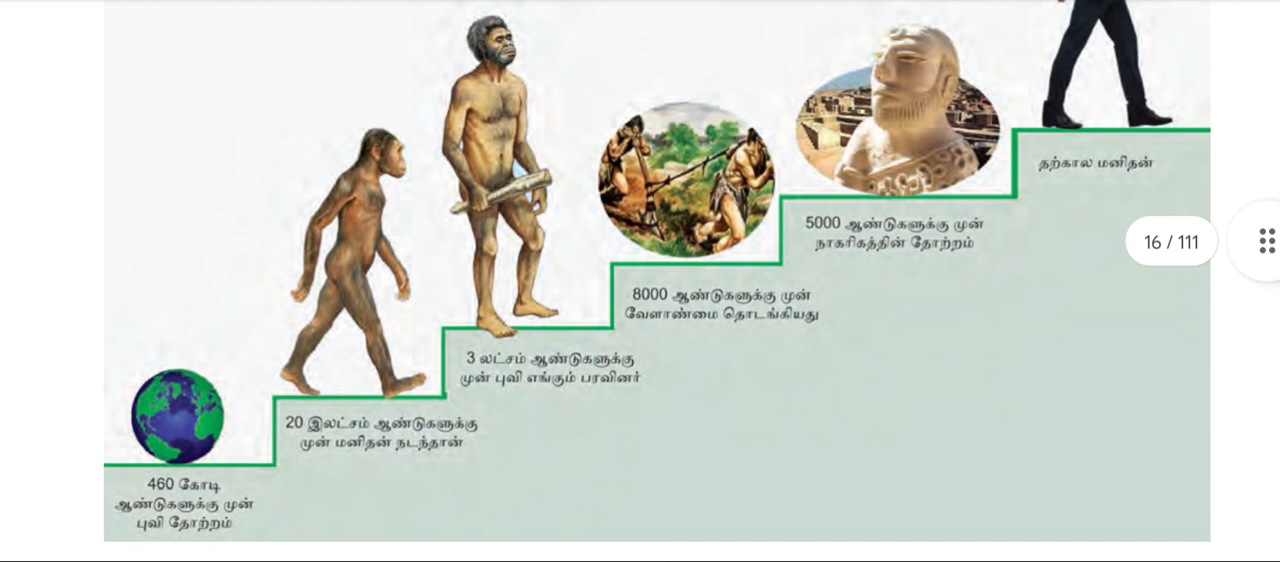 தற்கால மனிதன்
5000 ஆண்டுகளுக்கு முன்
நாகரிகத்தின் தோற்றம்
16 / 111
8000 ஆண்டுகளுக்கு முன்
வேளாண்மை தொடங்கியது
3 லட்சம் ஆண்டுகளுக்கு
முன் புவி எங்கும் பரவினர்
20 இலட்சம் ஆண்டுகளுக்கு
முன் மனிதன் நடந்தான்
460 கோடி
ஆண்டுகளுக்கு முன்
புவி தோற்றம்